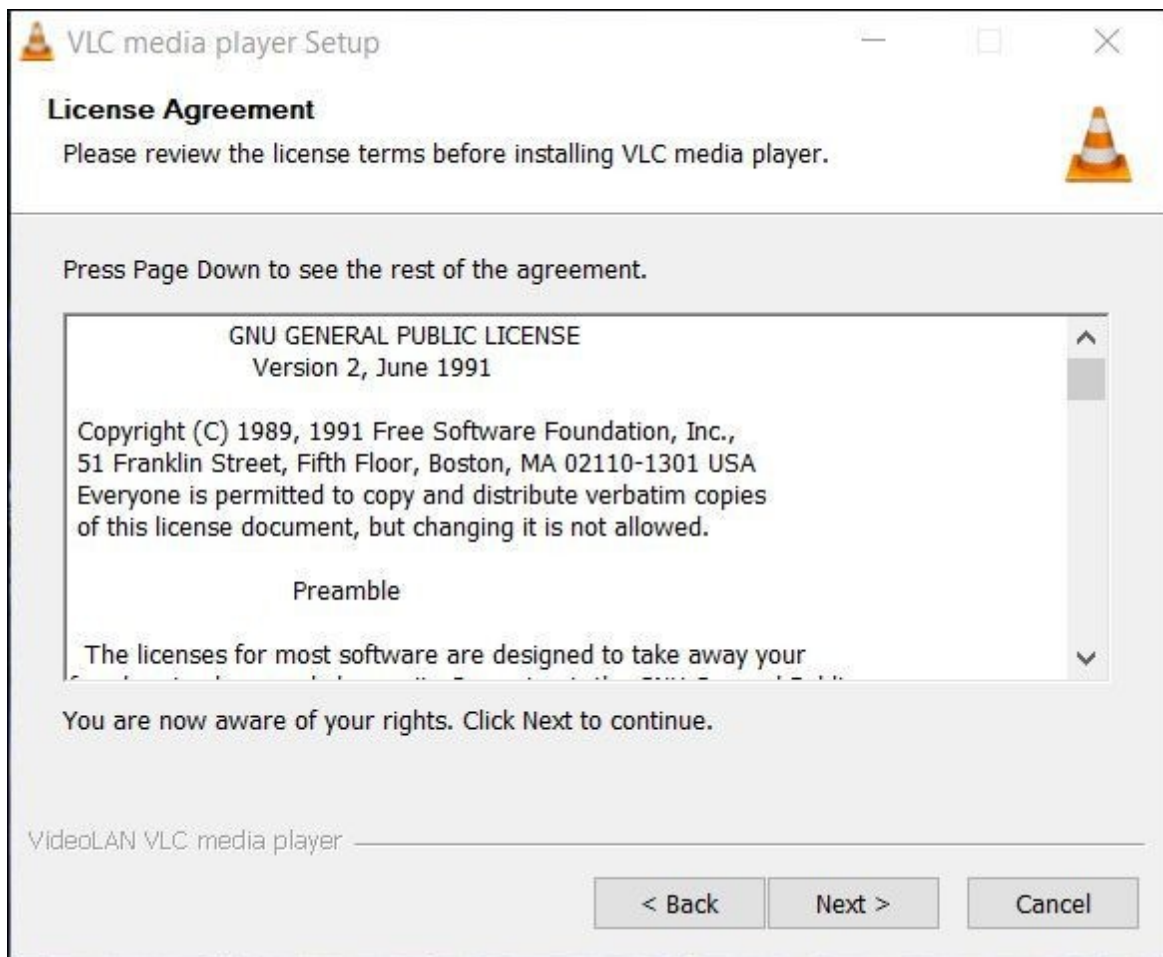 VLC media player Setup
License Agreement
Please review the license terms before installing VLC media player.
Press Page Down to see the rest of the agreement.
GNU GENERAL PUBLIC LICENSE
Version 2, June 1991
Copyright (C) 1989, 1991 Free Software Foundation, Inc.,
51 Franklin Street, Fifth Floor, Boston, MA 02110-1301 USA
Everyone is permitted to copy and distribute verbatim copies
of this license document, but changing it is not allowed.
Preamble
The licenses for most software are designed to take away your
You are now aware of your rights. Click Next to continue.
VideoLAN VLC media player
< Back
Next >
Cancel